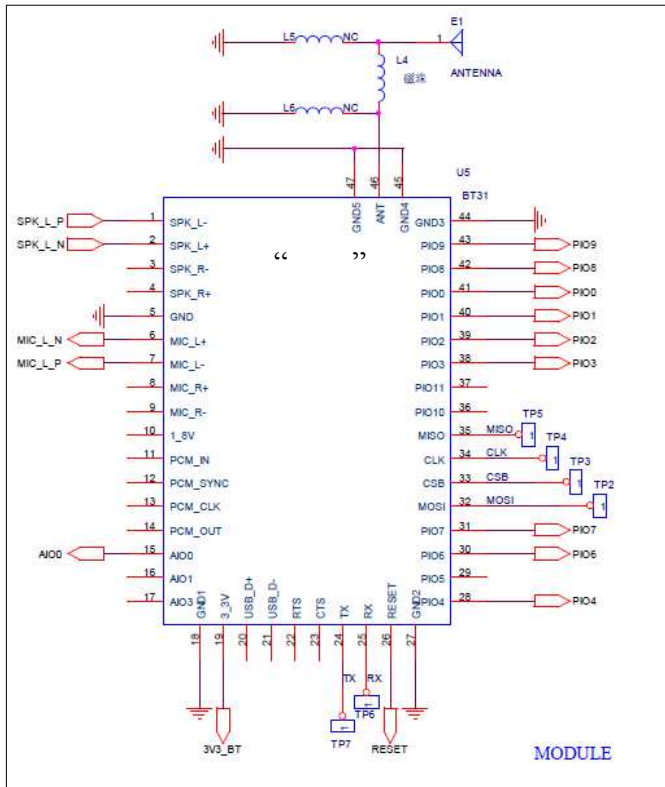 E1
L5 NC 1
L4
磁珠 ANTENNA
L6 NC
U5
BT31
47 46 45
GND5 ANT GND4
SPK_L_P 1 SPK_L- GND3 44
SPK_L_N 2 SPK_L+ PIO9 43 PIO9
3 SPK_R- “ ” PIO8 42 PIO8
4 SPK_R+ PIO0 41 PIO0
5 GND PIO1 40 PIO1
MIC_L_N 6 MIC_L+ PIO2 39 PIO2
MIC_L_P 7 MIC_L- PIO3 38 PIO3
8 MIC_R+ PIO11 37
9 MIC_R- PIO10 36
10 1_8V MISO 35 MISO 1 TP5
11 PCM_IN CLK 34 CLK 1 TP4
12 PCM_SYNC CSB 33 CSB 1 TP3
13 PCM_CLK MOSI 32 MOSI 1 TP2
14 PCM_OUT PIO7 31 PIO7
AIO0 15 AIO0 PIO6 30 PIO6
16 AIO1 PIO5 29
17 AIO3 PIO4 28 PIO4
GND1 3_3V USB_D+ USB_D- RTS CTS TX RX RESET GND2
18 19 20 21 22 23 24 25 26 27
TX RX
1 TP6
1 TP7
3V3_BT RESET
MODULE